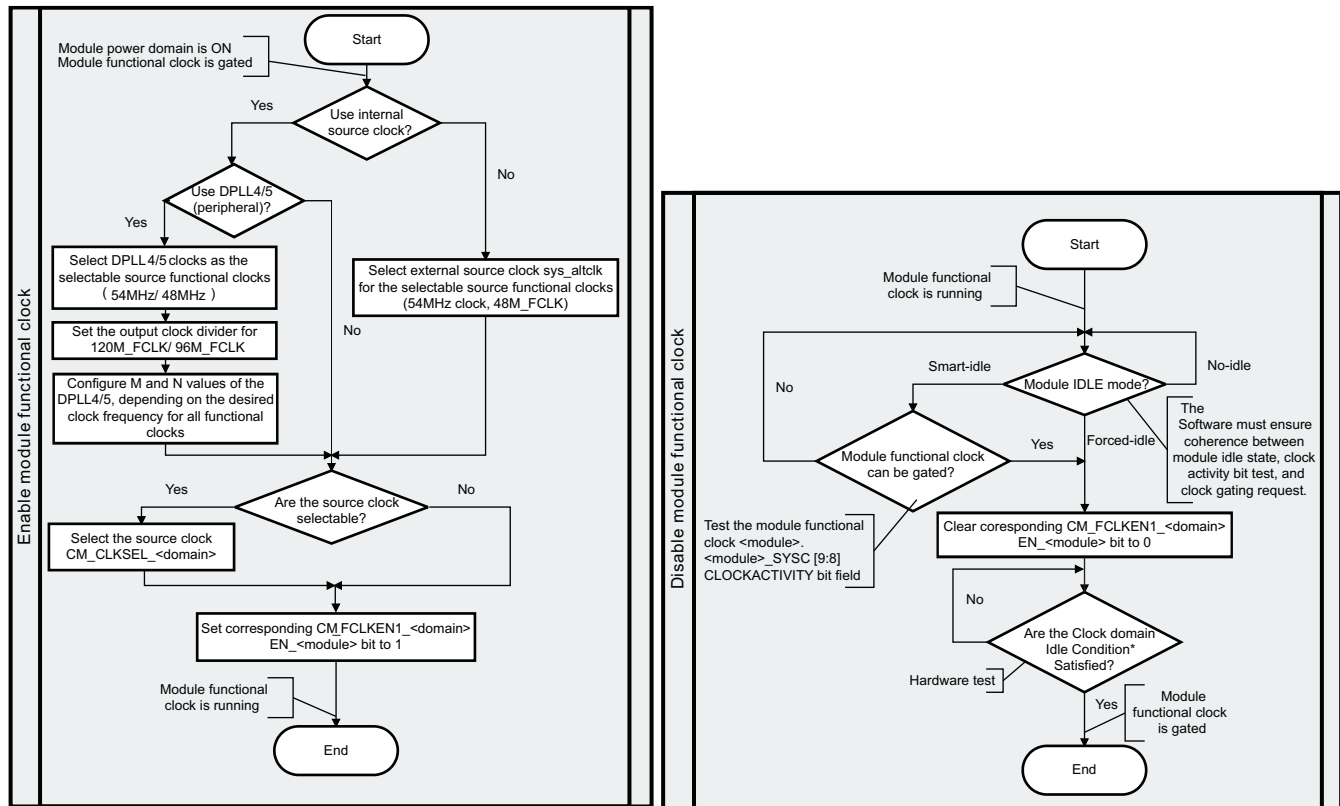 Enable module functional clock
Start
Module power domain is ON
Module functional clock is gated
Yes
Use internal
source clock?
No
Use DPLL4/5
(peripheral)?
Yes
Select DPLL4/5 clocks as the
selectable source functional clocks
( 54MHz/ 48MHz )
Select external source clock sys_altclk
for the selectable source functional clocks
(54MHz clock, 48M_FCLK)
No
Set the output clock divider for
120M_FCLK/ 96M_FCLK
Configure M and N values of the
DPLL4/5, depending on the desired
clock frequency for all functional
clocks
Yes
Are the source clock
selectable?
No
Select the source clock
CM_CLKSEL_<domain>
Set corresponding CM_FCLKEN1_<domain>
EN_<module> bit to 1
Module functional
clock is running
End
Disable module functional clock
Start
Module functional
clock is running
Smart-idle
Module IDLE mode?
No-idle
No
Module functional clock
can be gated?
Yes
Forced-idle
The
Software must ensure
coherence between
module idle state, clock
activity bit test, and
clock gating request.
Test the module functional
clock <module>.
<module>_SYSC [9:8]
CLOCKACTIVITY bit field
Clear coresponding CM_FCLKEN1_<domain>
EN_<module> bit to 0
No
Are the Clock domain
Idle Condition*
Satisfied?
Hardware test
Yes
Module
functional clock
is gated
End